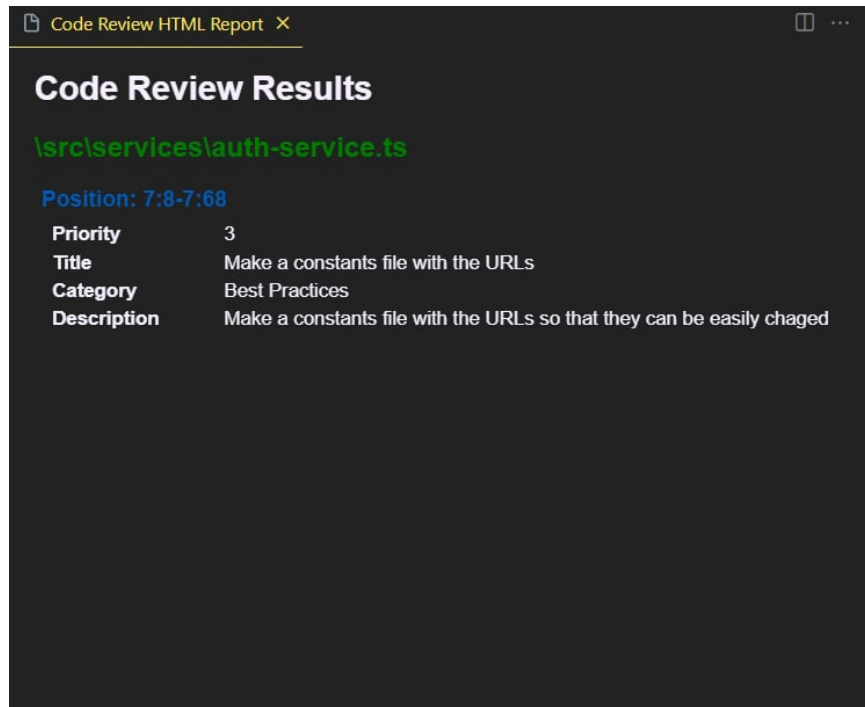 Code Review HTML Report
Code Review Results
\src\services\auth-service.ts
Position: 7:8-7:68
Priority 3
Title Make a constants file with the URLs
Category Best Practices
Description Make a constants file with the URLs so that they can be easily chaged